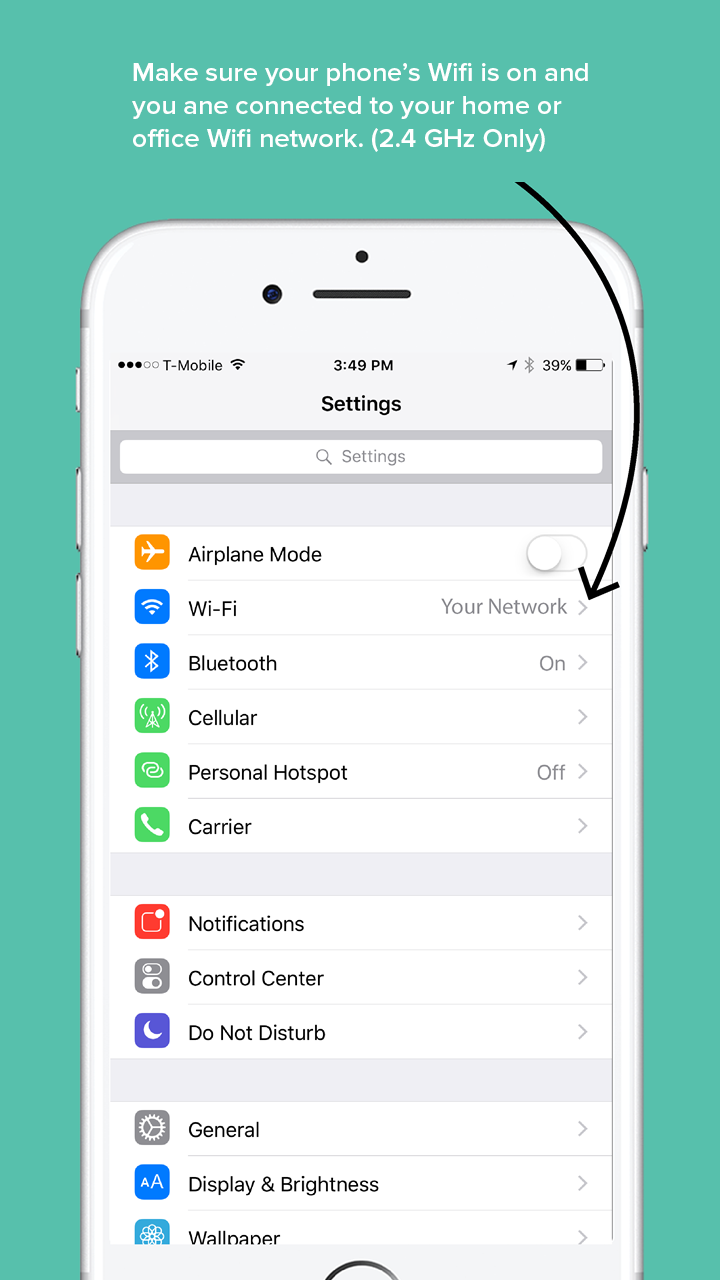 Make sure your phone's Wifi is on and
you ane connected to your home or
office Wifi network. (2.4 GHz Only)
T-Mobile 3:49 PM 39%
Settings
Settings
Airplane Mode
Wi-Fi Your Network
Bluetooth On
Cellular
Personal Hotspot Off
Carrier
Notifications
Control Center
Do Not Disturb
General
AA Display & Brightness
Wallpaper